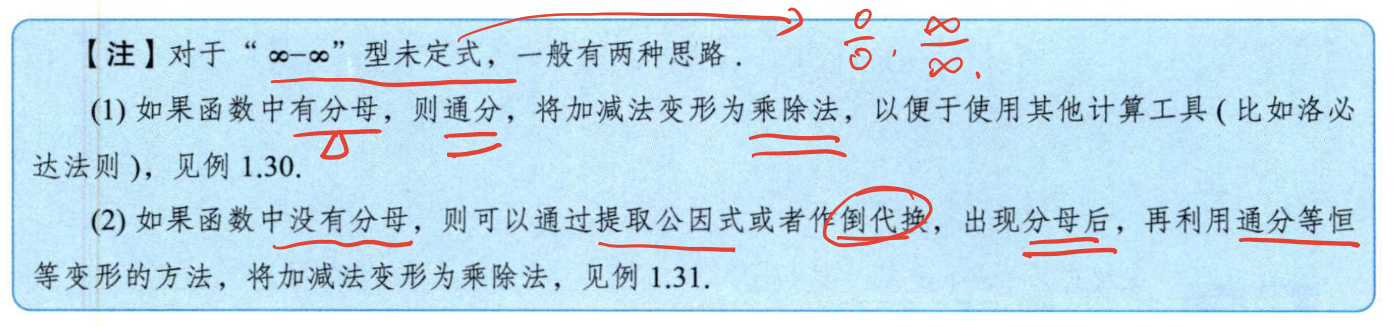 【注】对于“∞-∞”型未定式，一般有两种思路.
0/0, ∞/∞,
(1) 如果函数中有分母，则通分，将加减法变形为乘除法，以便于使用其他计算工具 ( 比如洛必
达法则 )，见例 1.30.
(2) 如果函数中没有分母，则可以通过提取公因式或者作倒代换，出现分母后，再利用通分等恒
等变形的方法，将加减法变形为乘除法，见例 1.31.